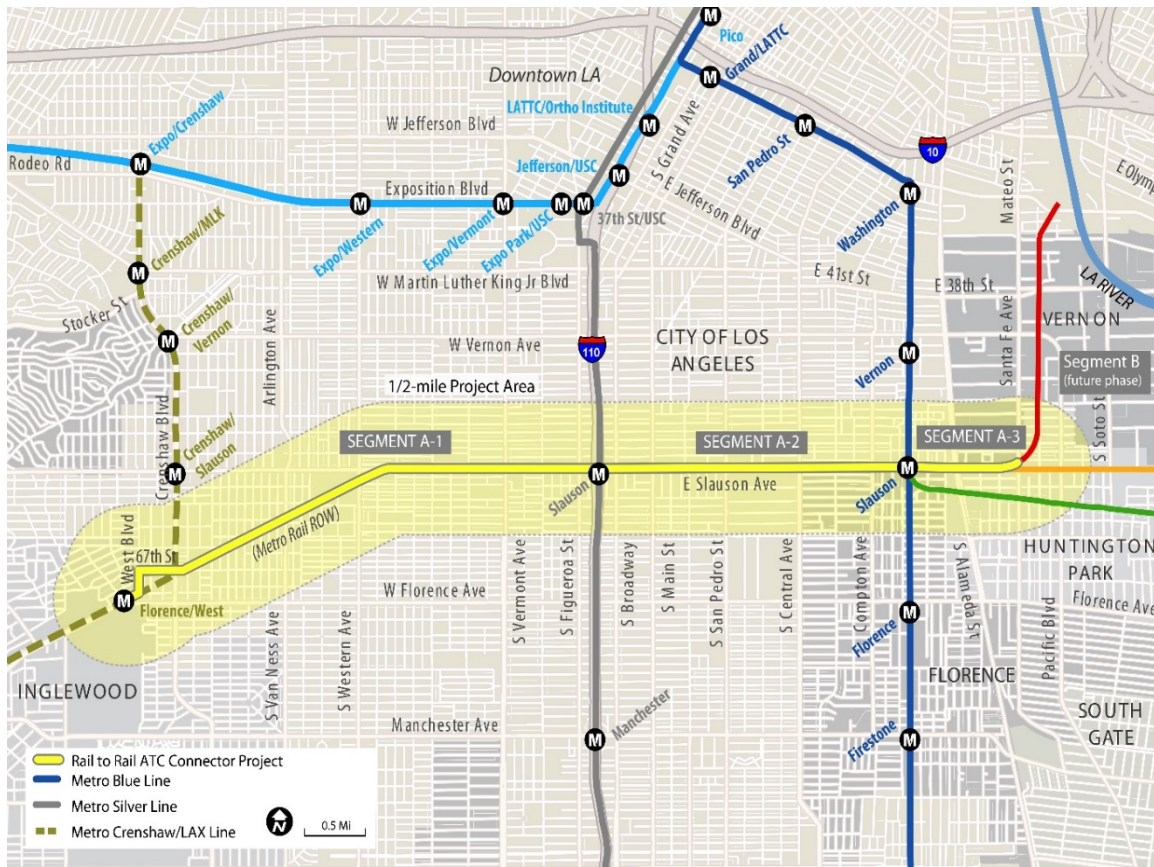 M
Pico
M
Grand/LATTC
Downtown LA
LATTC/Ortho Institute
M
M
San Pedro St
W Jefferson Blvd
S Grand Ave
10
Expo/Crenshaw
Rodeo Rd
M
Jefferson/USC
M
E Jefferson Blvd
Mateo St
Exposition Blvd
M
M
M
M
37th St/USC
M
Washington
Expo/Western
Expo/Vermont
Expo Park/USC
Crenshaw/MLK
M
W Martin Luther King Jr Blvd
E 41st St
E 38th St
LA RIVER
Stocker St
Crenshaw/
Vernon
M
Arlington Ave
W Vernon Ave
110
CITY OF LOS
ANGELES
Vernon
M
Santa Fe Ave
VERNON
Segment B
(future phase)
1/2-mile Project Area
S Soto St
Crenshaw Blvd
Crenshaw/
Slauson
M
SEGMENT A-1
SEGMENT A-2
SEGMENT A-3
Slauson
M
E Slauson Ave
Slauson
M
West Blvd
67th St
(Metro Rail ROW)
M
Florence/West
W Florence Ave
S Van Ness Ave
S Western Ave
S Vermont Ave
S Figueroa St
S Broadway
S Main St
S San Pedro St
S Central Ave
Compton Ave
S Alameda St
HUNTINGTON
PARK
Florence Ave
Pacific Blvd
Florence
M
FLORENCE
INGLEWOOD
Manchester Ave
M
Manchester
Firestone
M
SOUTH
GATE
Rail to Rail ATC Connector Project
Metro Blue Line
Metro Silver Line
Metro Crenshaw/LAX Line
N
0.5 Mi